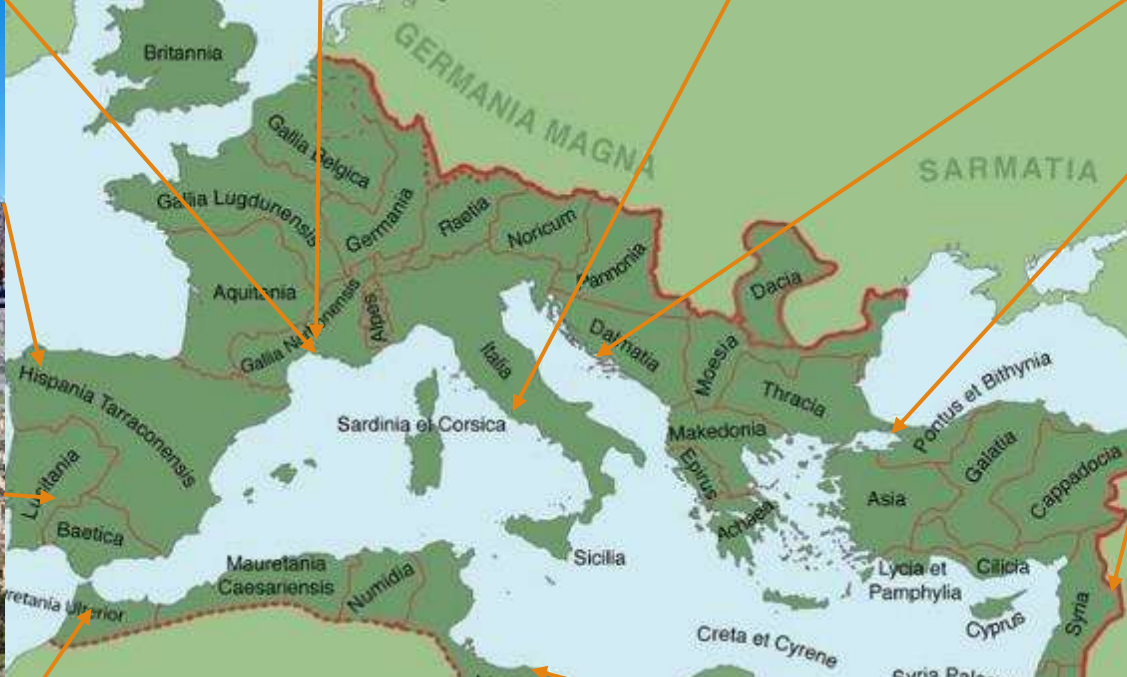 Britannia
GERMANIA MAGNA
SARMATIA
Gallia Belgica
Gallia Lugdunensis
Germania
Raetia
Noricum
Pannonia
Dacia
Aquitania
Gallia Narbonensis
Alpes
Italia
Dalmatia
Moesia
Thracia
Pontus et Bithynia
Hispania Tarraconensis
Sardinia et Corsica
Makedonia
Epirus
Achaea
Asia
Galatia
Cappadocia
Lusitania
Baetica
Sicilia
Mauretania
Caesariensis
Numidia
retania Ulterior
Lycia et
Pamphylia
Cilicia
Cyprus
Syria
Creta et Cyrene
Syria